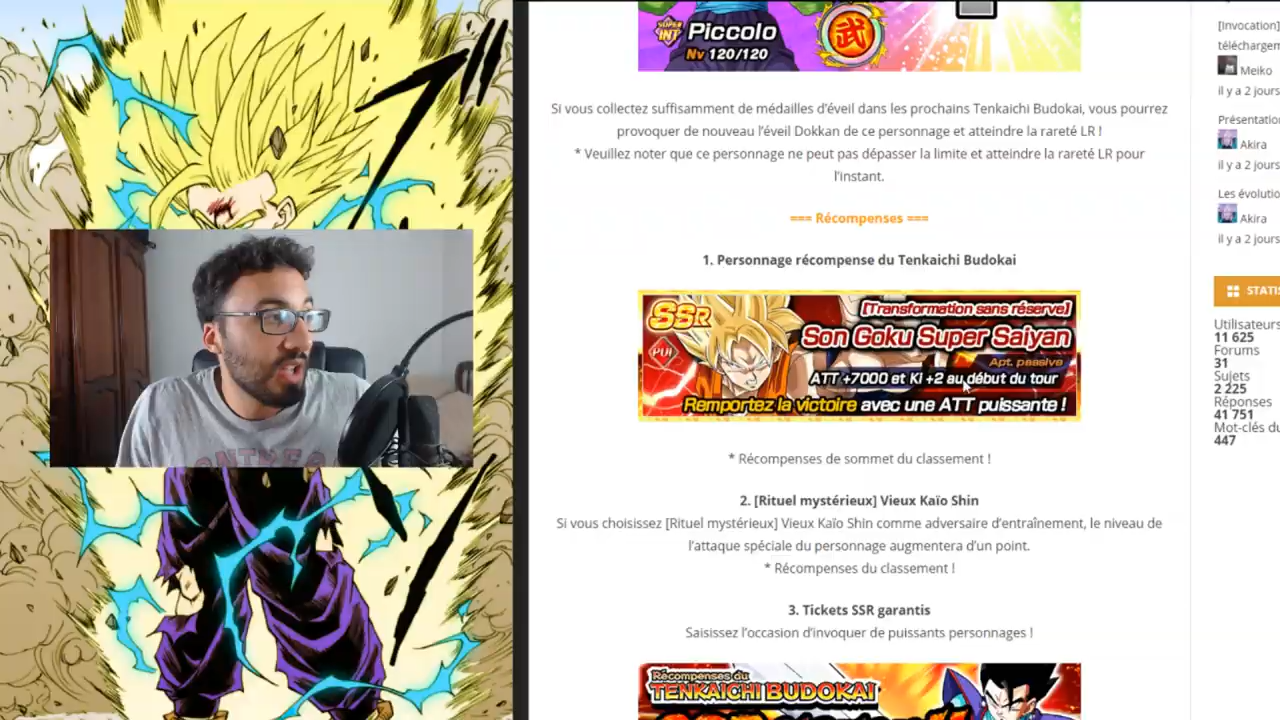 SUPER INT
Piccolo
Nv 120/120
武
Si vous collectez suffisamment de médailles d'éveil dans les prochains Tenkaichi Budokai, vous pourrez
provoquer de nouveau l'éveil Dokkan de ce personnage et atteindre la rareté LR !
* Veuillez noter que ce personnage ne peut pas dépasser la limite et atteindre la rareté LR pour
l'instant.
=== Récompenses ===
1. Personnage récompense du Tenkaichi Budokai
SSR
[Transformation sans réserve]
Son Goku Super Saiyan
PUI
Apt. passive
ATT +7000 et Ki +2 au début du tour
Remportez la victoire avec une ATT puissante !
* Récompenses de sommet du classement !
2. [Rituel mystérieux] Vieux Kaïo Shin
Si vous choisissez [Rituel mystérieux] Vieux Kaïo Shin comme adversaire d'entraînement, le niveau de
l'attaque spéciale du personnage augmentera d'un point.
* Récompenses du classement !
3. Tickets SSR garantis
Saisissez l'occasion d'invoquer de puissants personnages !
Récompenses du
TENKAICHI BUDOKAI
[Invocation]
téléchargem
Meiko
il y a 2 jours
Présentatio
Akira
il y a 2 jours
Les évolutio
Akira
il y a 2 jours
STATI
Utilisateurs
11 625
Forums
31
Sujets
2 225
Réponses
41 751
Mot-clés du
447